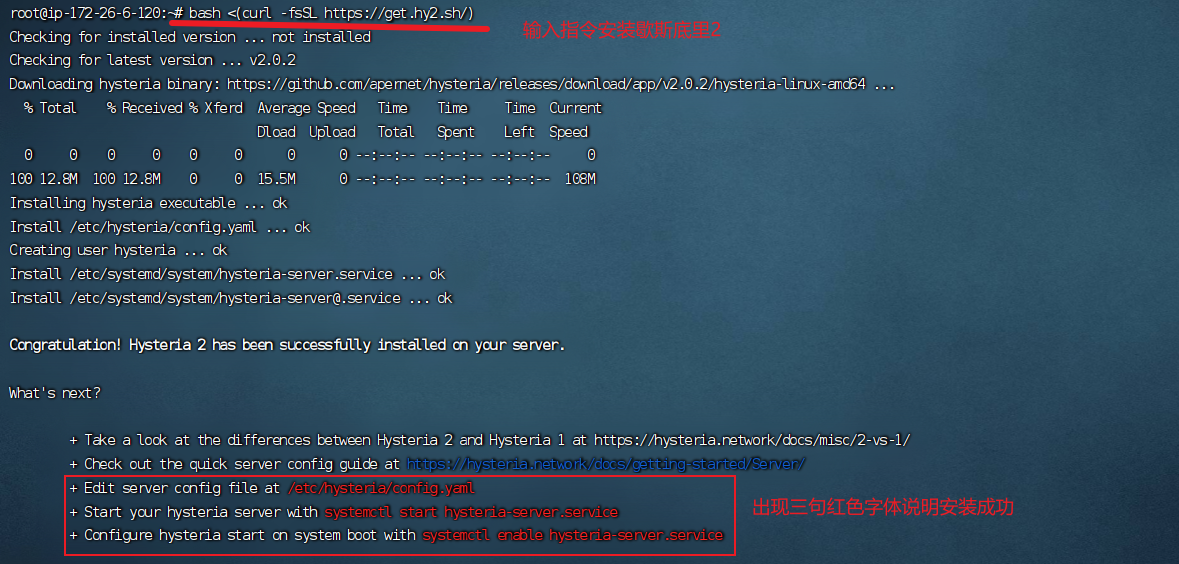 root@ip-172-26-6-120:~# bash <(curl -fsSL https://get.hy2.sh/)
输入指令安装歇斯底里2
Checking for installed version ... not installed
Checking for latest version ... v2.0.2
Downloading hysteria binary: https://github.com/apernet/hysteria/releases/download/app/v2.0.2/hysteria-linux-amd64 ...
% Total % Received % Xferd Average Speed Time Time Time Current
Dload Upload Total Spent Left Speed
0 0 0 0 0 0 0 0 --:--:-- --:--:-- --:--:-- 0
100 12.8M 100 12.8M 0 0 15.5M 0 --:--:-- --:--:-- --:--:-- 108M
Installing hysteria executable ... ok
Install /etc/hysteria/config.yaml ... ok
Creating user hysteria ... ok
Install /etc/systemd/system/hysteria-server.service ... ok
Install /etc/systemd/system/hysteria-server@.service ... ok
Congratulation! Hysteria 2 has been successfully installed on your server.
What's next?
+ Take a look at the differences between Hysteria 2 and Hysteria 1 at https://hysteria.network/docs/misc/2-vs-1/
+ Check out the quick server config guide at https://hysteria.network/docs/getting-started/Server/
+ Edit server config file at /etc/hysteria/config.yaml
+ Start your hysteria server with systemctl start hysteria-server.service
出现三句红色字体说明安装成功
+ Configure hysteria start on system boot with systemctl enable hysteria-server.service